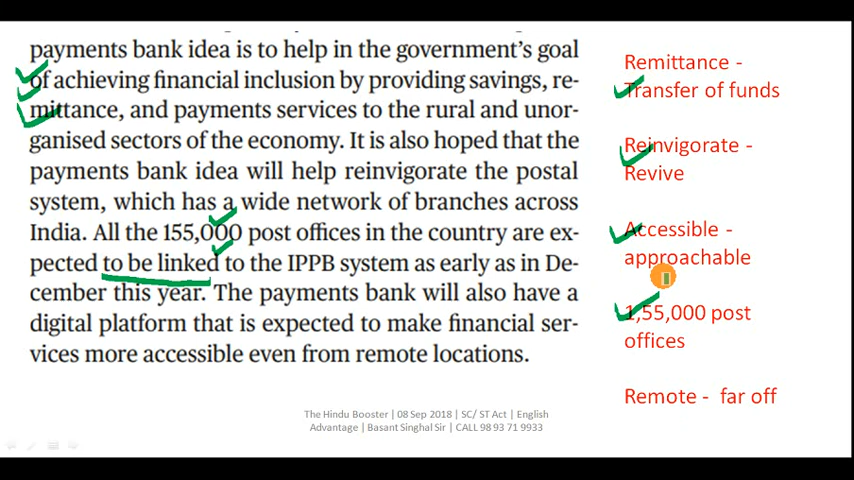 payments bank idea is to help in the government's goal
of achieving financial inclusion by providing savings, re-
mittance, and payments services to the rural and unor-
ganised sectors of the economy. It is also hoped that the
payments bank idea will help reinvigorate the postal
system, which has a wide network of branches across
India. All the 155,000 post offices in the country are ex-
pected to be linked to the IPPB system as early as in De-
cember this year. The payments bank will also have a
digital platform that is expected to make financial ser-
vices more accessible even from remote locations.
Remittance -
Transfer of funds
Reinvigorate -
Revive
Accessible -
approachable
1,55,000 post
offices
Remote - far off
The Hindu Booster | 08 Sep 2018 | SC/ ST Act | English
Advantage | Basant Singhal Sir | CALL 98 93 71 9933